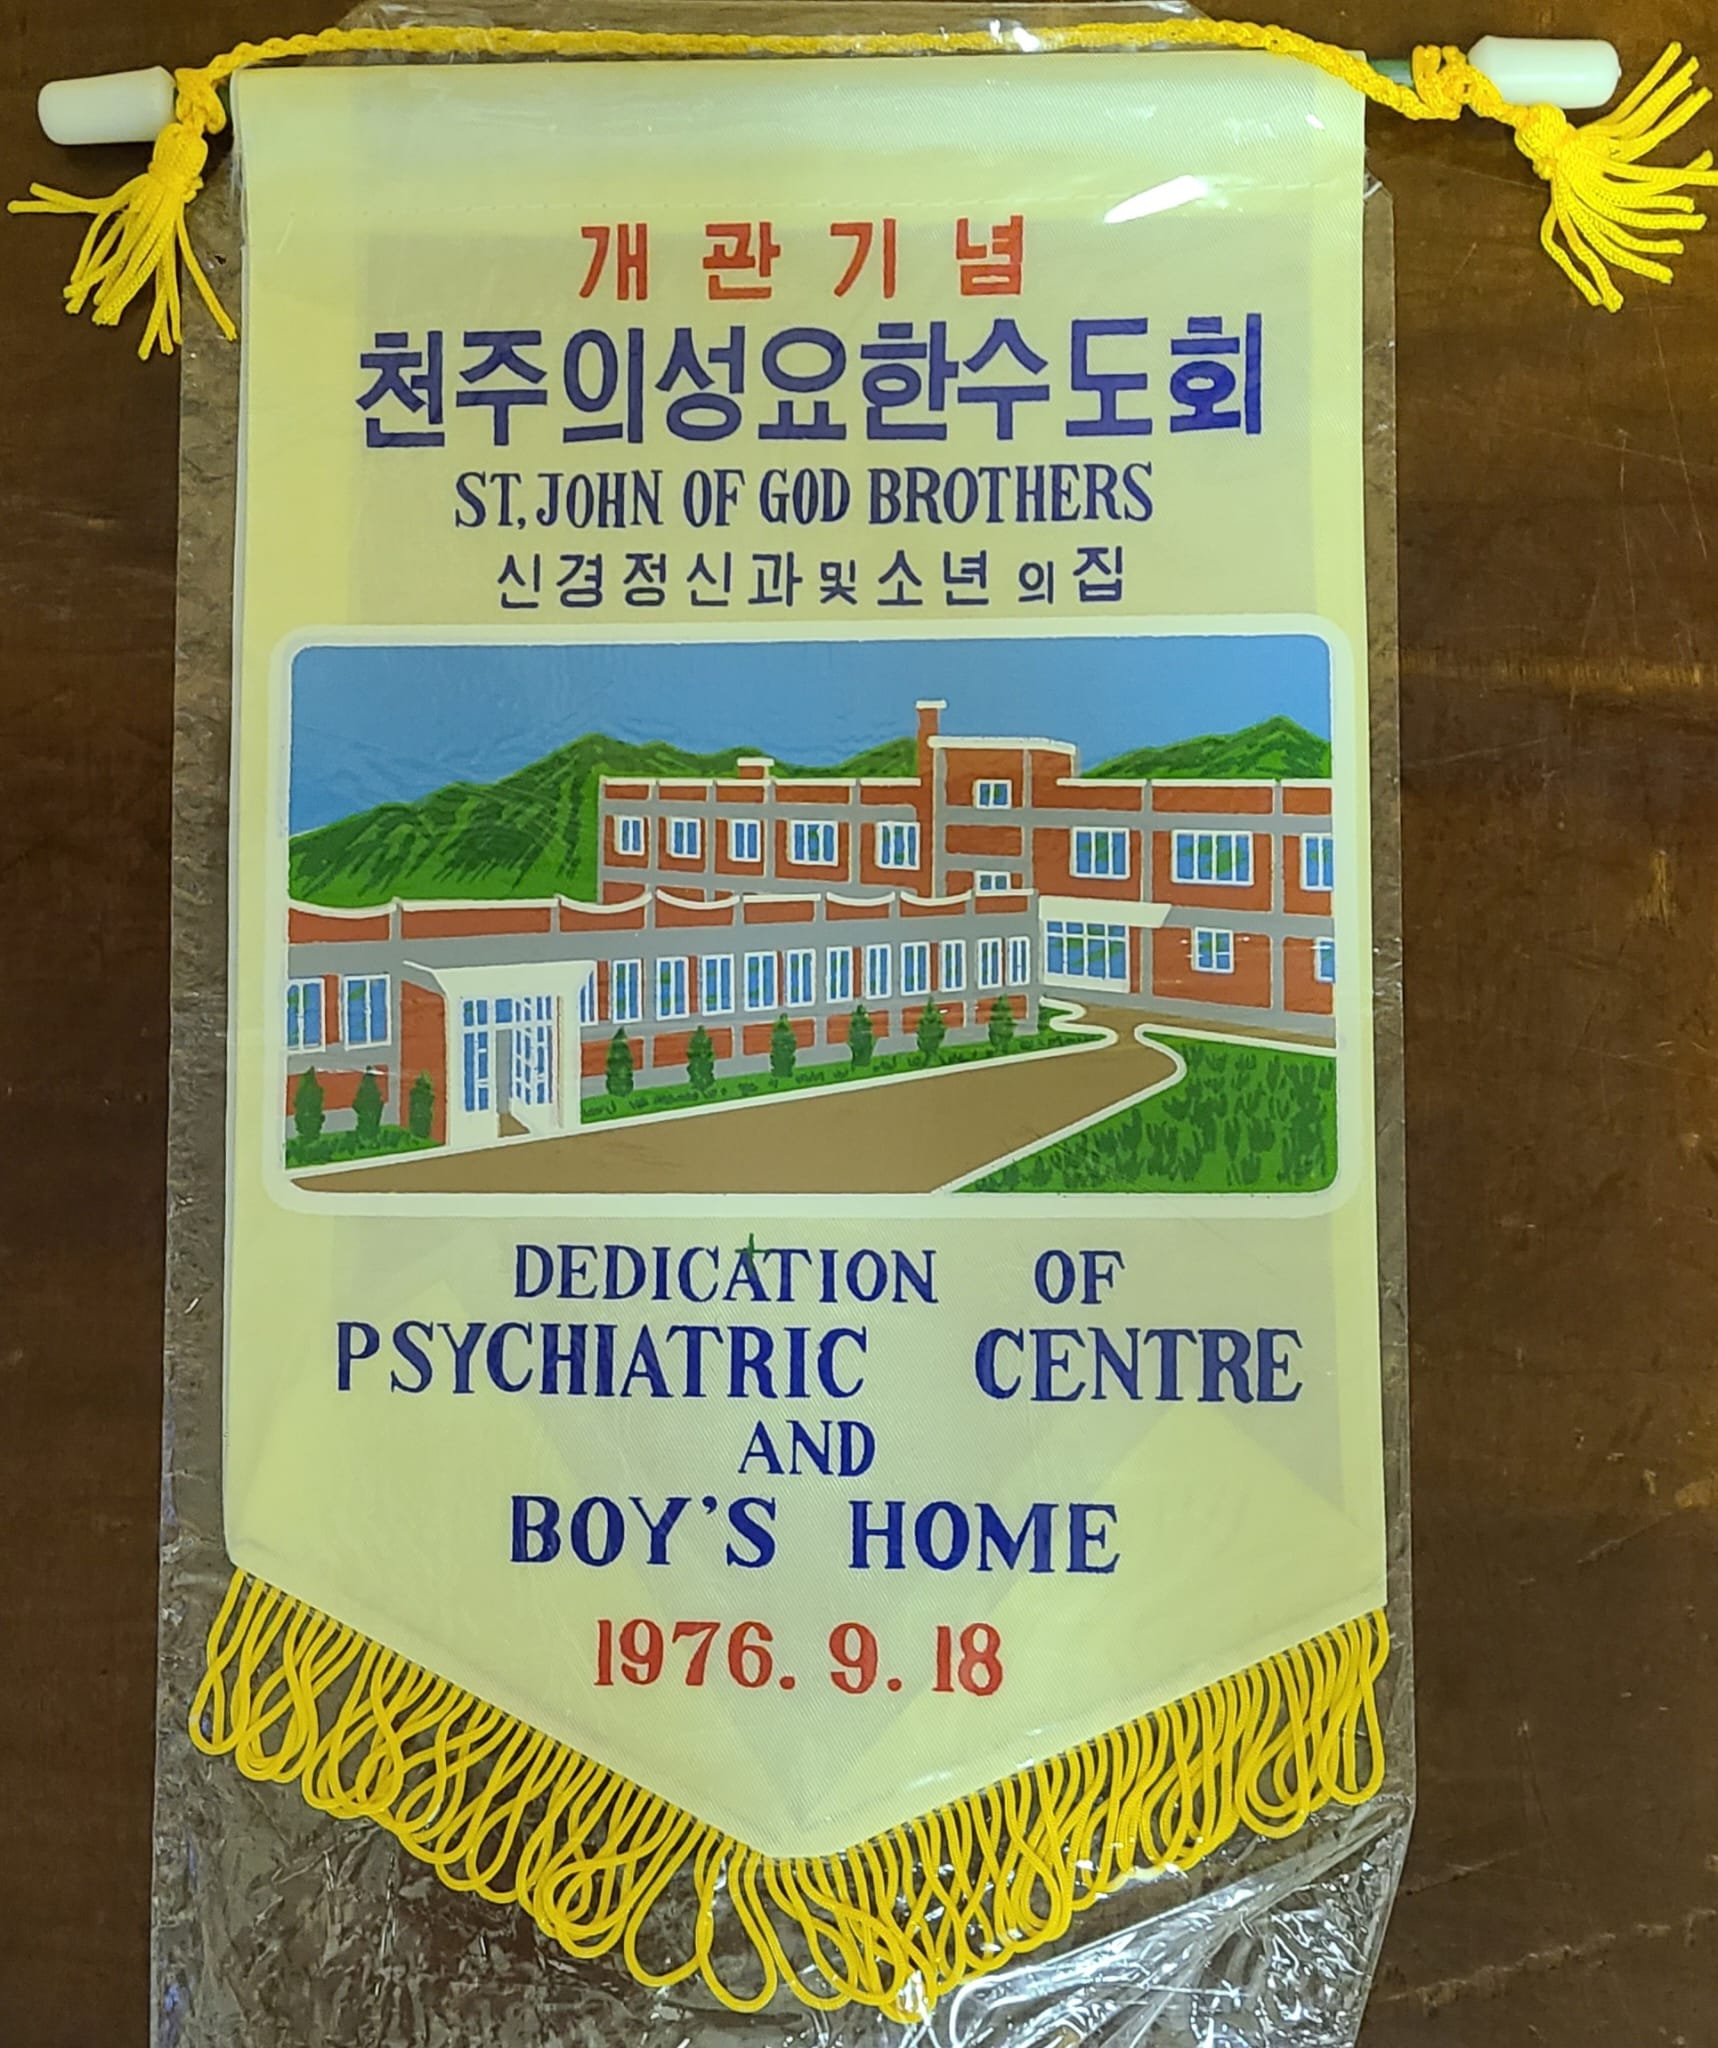 개관기념
천주의성요한수도회
ST, JOHN OF GOD BROTHERS
신경정신과 및 소년의집
DEDICATION OF
PSYCHIATRIC CENTRE
AND
BOY'S HOME
1976. 9. 18